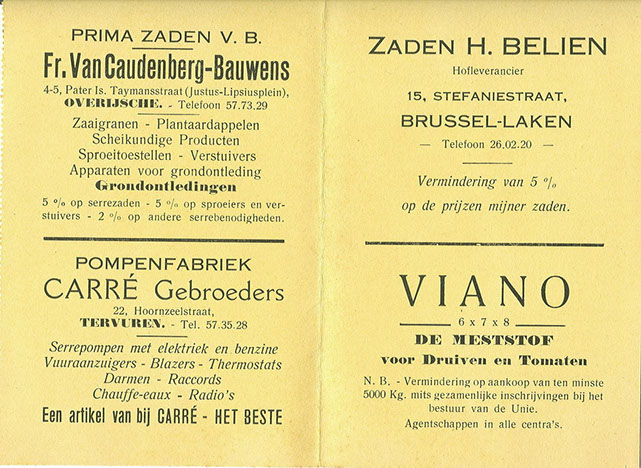 PRIMA ZADEN V. B.
Fr. Van Caudenberg-Bauwens
4-5, Pater Is. Taymansstraat (Justus-Lipsiusplein),
OVERIJSCHE. - Telefoon 57.73.29
Zaaigranen - Plantaardappelen
Scheikundige Producten
Sproeitoestellen - Verstuivers
Apparaten voor grondontleding
Grondontledingen
5 % op serrezaden - 5 % op sproeiers en ver-
stuivers - 2 % op andere serrebenodigheden.
POMPENFABRIEK
CARRÉ Gebroeders
22, Hoornzeelstraat,
TERVUREN. - Tel. 57.35.28
Serrepompen met elektriek en benzine
Vuuraanzuigers - Blazers - Thermostats
Darmen - Raccords
Chauffe-eaux - Radio's
Een artikel van bij CARRÉ - HET BESTE
ZADEN H. BELIEN
Hofleverancier
15, STEFANIESTRAAT,
BRUSSEL-LAKEN
— Telefoon 26.02.20 —
Vermindering van 5 %
op de prijzen mijner zaden.
VIANO
6 x 7 x 8
DE MESTSTOF
voor Druiven en Tomaten
N. B. - Vermindering op aankoop van ten minste
5000 Kg. mits gezamenlijke inschrijvingen bij het
bestuur van de Unie.
Agentschappen in alle centra's.